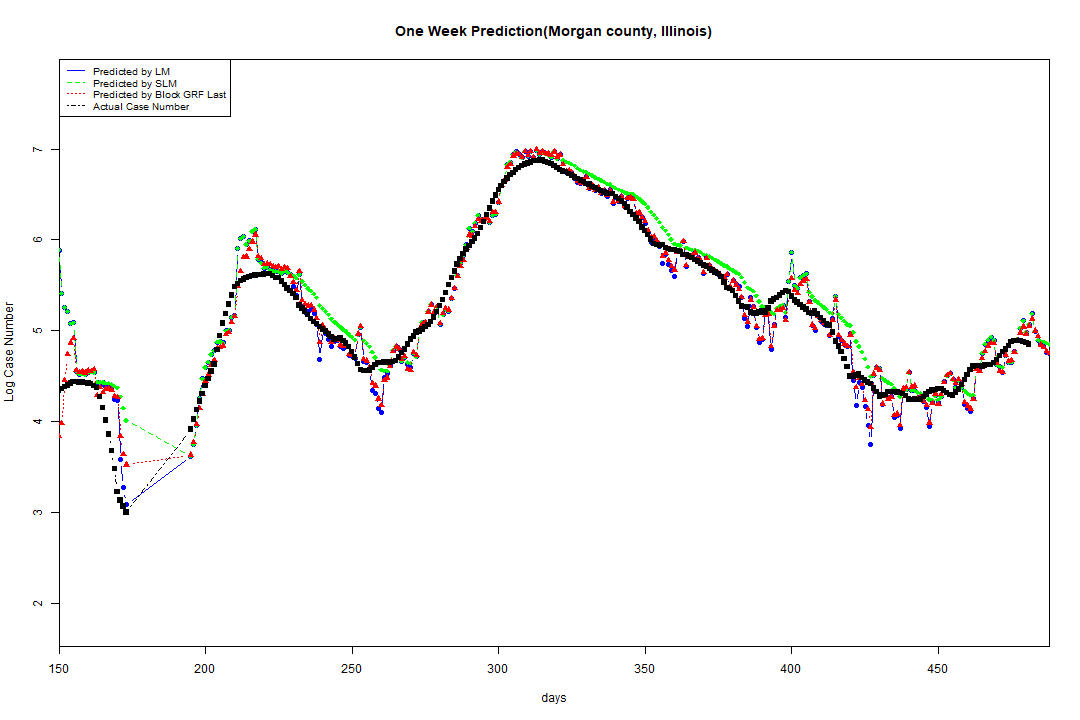 One Week Prediction(Morgan county, Illinois)
Predicted by LM
Predicted by SLM
Predicted by Block GRF Last
Actual Case Number
Log Case Number
7
6
5
4
3
2
150 200 250 300 350 400 450
days